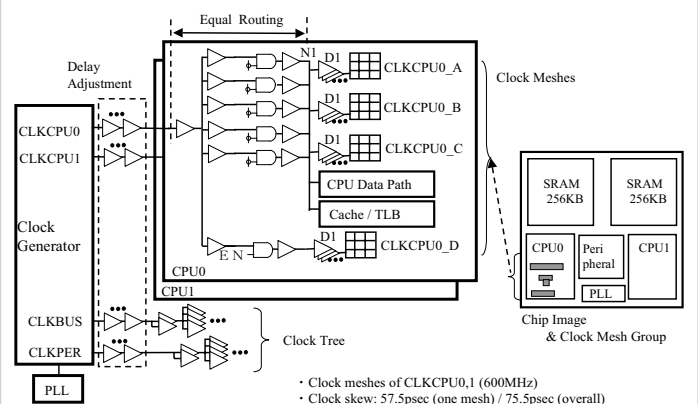 Equal Routing
Delay
Adjustment
N1
D1
CLKCPU0_A
Clock Meshes
D1
CLKCPU0_B
CLKCPU0
CLKCPU1
D1
CLKCPU0_C
CPU Data Path
Cache / TLB
Clock
Generator
EN
D1
CLKCPU0_D
CPU0
CPU1
SRAM
256KB
SRAM
256KB
CPU0
Peri
pheral
CPU1
PLL
CLKBUS
CLKPER
Clock Tree
Chip Image
& Clock Mesh Group
PLL
・Clock meshes of CLKCPU0,1 (600MHz)
・Clock skew: 57.5psec (one mesh) / 75.5psec (overall)